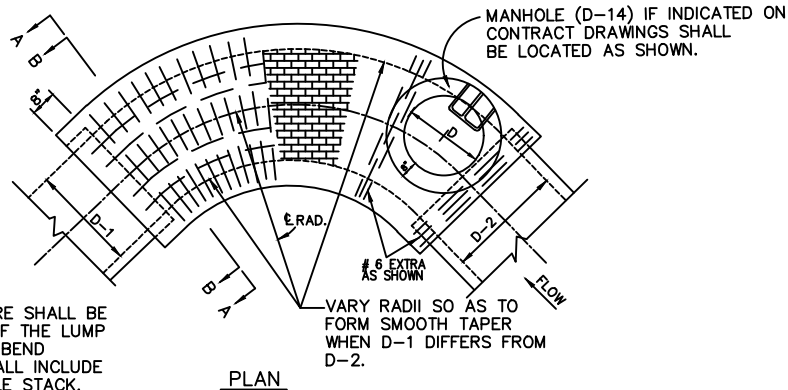 MANHOLE (D-14) IF INDICATED ON
CONTRACT DRAWINGS SHALL
BE LOCATED AS SHOWN.
A
B
8"
D
8"
D-1
D-2
℄ RAD.
# 6 EXTRA
AS SHOWN
FLOW
B
A
VARY RADII SO AS TO
FORM SMOOTH TAPER
WHEN D-1 DIFFERS FROM
D-2.
RE SHALL BE
F THE LUMP
BEND
ALL INCLUDE
E STACK.
PLAN